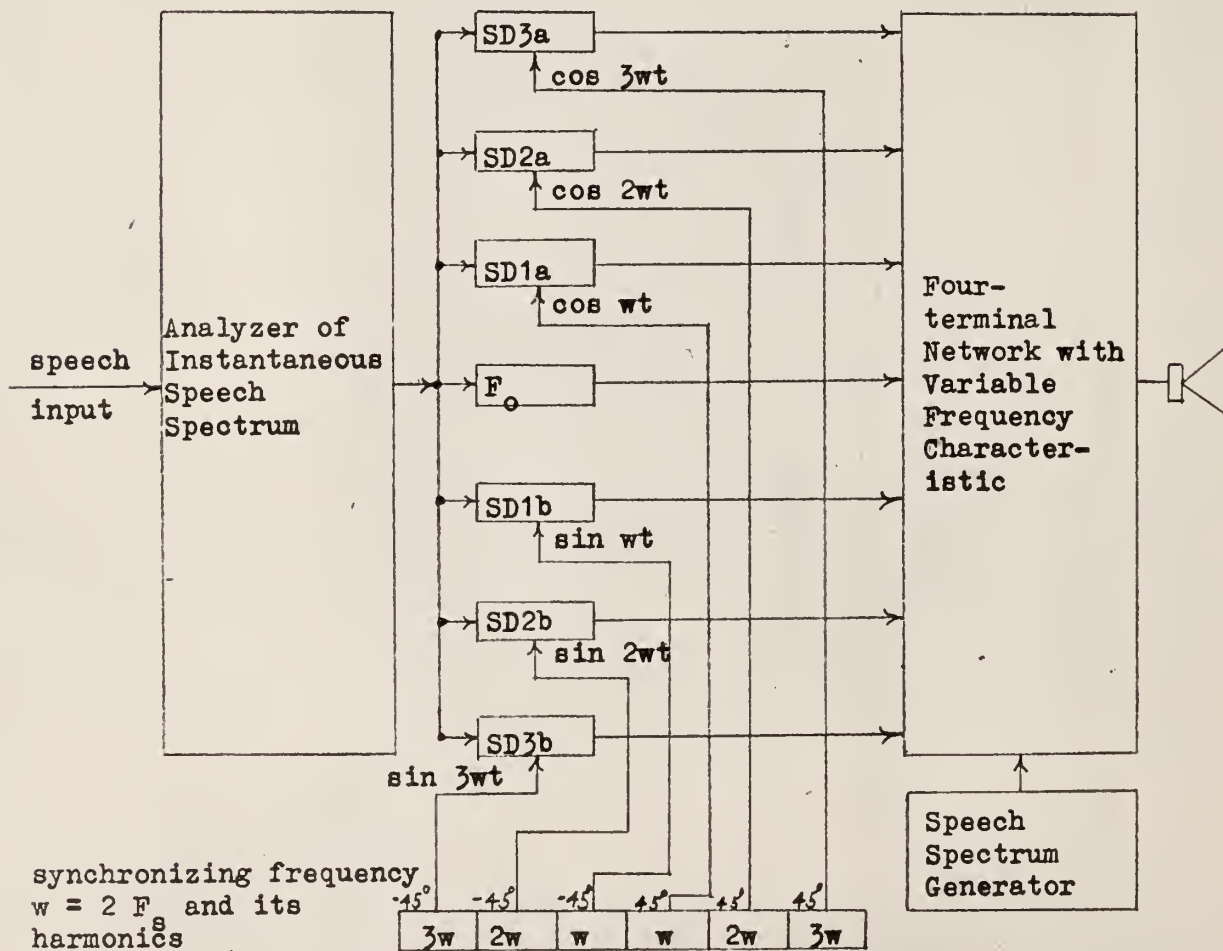 SD3a
cos 3wt
SD2a
cos 2wt
SD1a
cos wt
speech
input
Analyzer of
Instantaneous
Speech
Spectrum
F₀
Four-
terminal
Network with
Variable
Frequency
Character-
istic
SD1b
sin wt
SD2b
sin 2wt
SD3b
sin 3wt
Speech
Spectrum
Generator
synchronizing frequency
w = 2 Fₛ and its
harmonics
-45° -45° -45° 45° 45° 45°
3w 2w w w 2w 3w